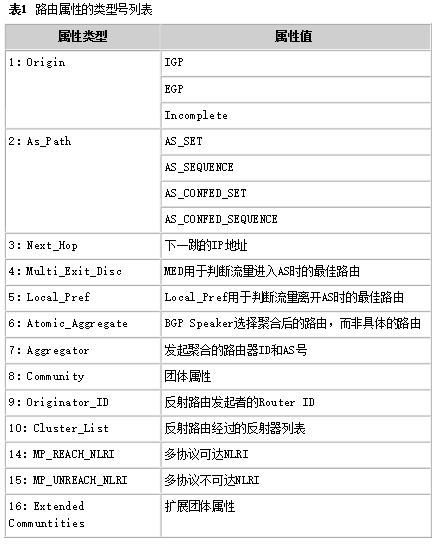 表1 路由属性的类型号列表
属性类型 属性值
1：Origin IGP
EGP
Incomplete
2：As_Path AS_SET
AS_SEQUENCE
AS_CONFED_SET
AS_CONFED_SEQUENCE
3：Next_Hop 下一跳的IP地址
4：Multi_Exit_Disc MED用于判断流量进入AS时的最佳路由
5：Local_Pref Local_Pref用于判断流量离开AS时的最佳路由
6：Atomic_Aggregate BGP Speaker选择聚合后的路由，而非具体的路由
7：Aggregator 发起聚合的路由器ID和AS号
8：Community 团体属性
9：Originator_ID 反射路由发起者的Router ID
10：Cluster_List 反射路由经过的反射器列表
14：MP_REACH_NLRI 多协议可达NLRI
15：MP_UNREACH_NLRI 多协议不可达NLRI
16：Extended 扩展团体属性
Communtities